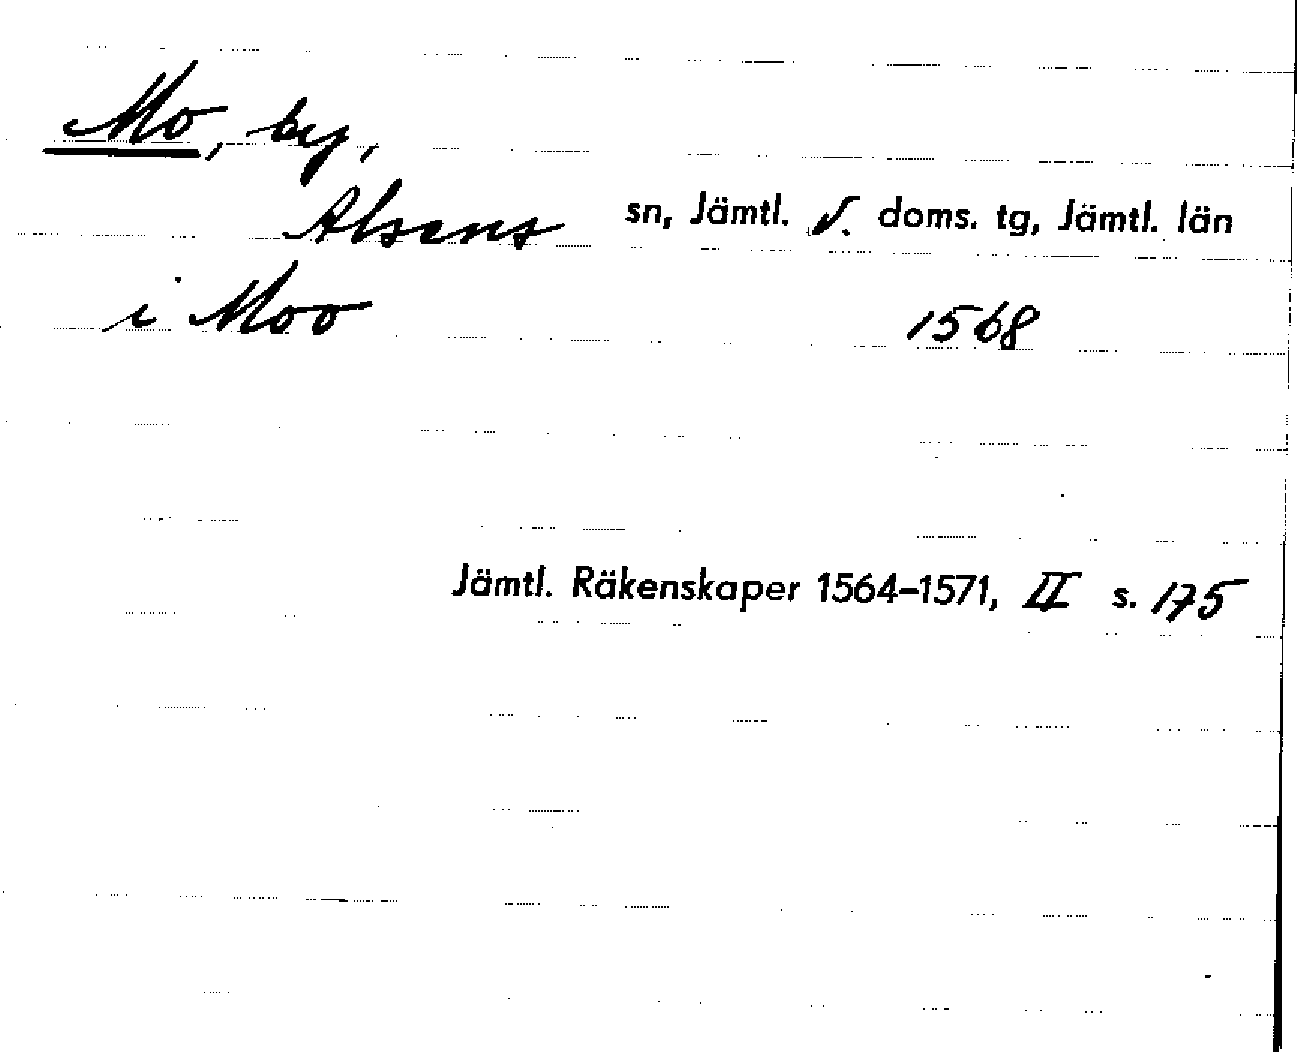 Mo, by,
Alsens sn, Jämtl. v. doms. tg, Jämtl. län
i Moo 1568
Jämtl. Räkenskaper 1564–1571, II s. 175